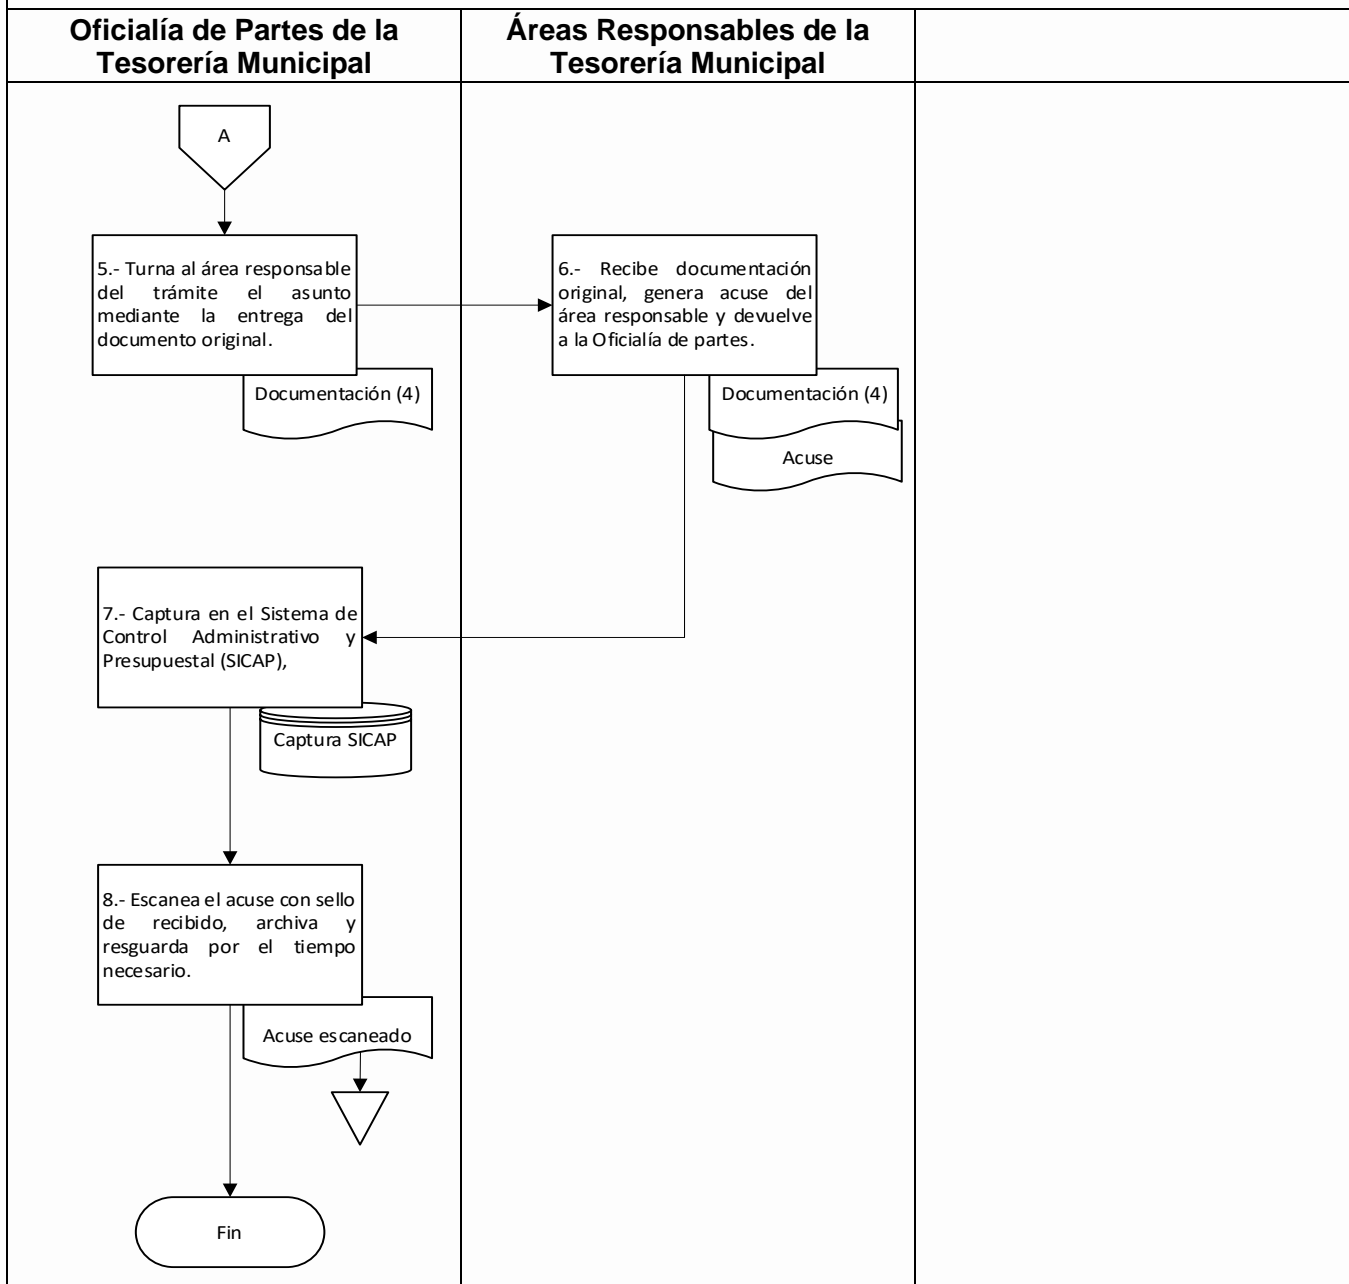 Oficialía de Partes de la
Tesorería Municipal
Áreas Responsables de la
Tesorería Municipal
A
5.- Turna al área responsable
del trámite el asunto
mediante la entrega del
documento original.
Documentación (4)
6.- Recibe documentación
original, genera acuse del
área responsable y devuelve
a la Oficialía de partes.
Documentación (4)
Acuse
7.- Captura en el Sistema de
Control Administrativo y
Presupuestal (SICAP),
Captura SICAP
8.- Escanea el acuse con sello
de recibido, archiva y
resguarda por el tiempo
necesario.
Acuse escaneado
Fin